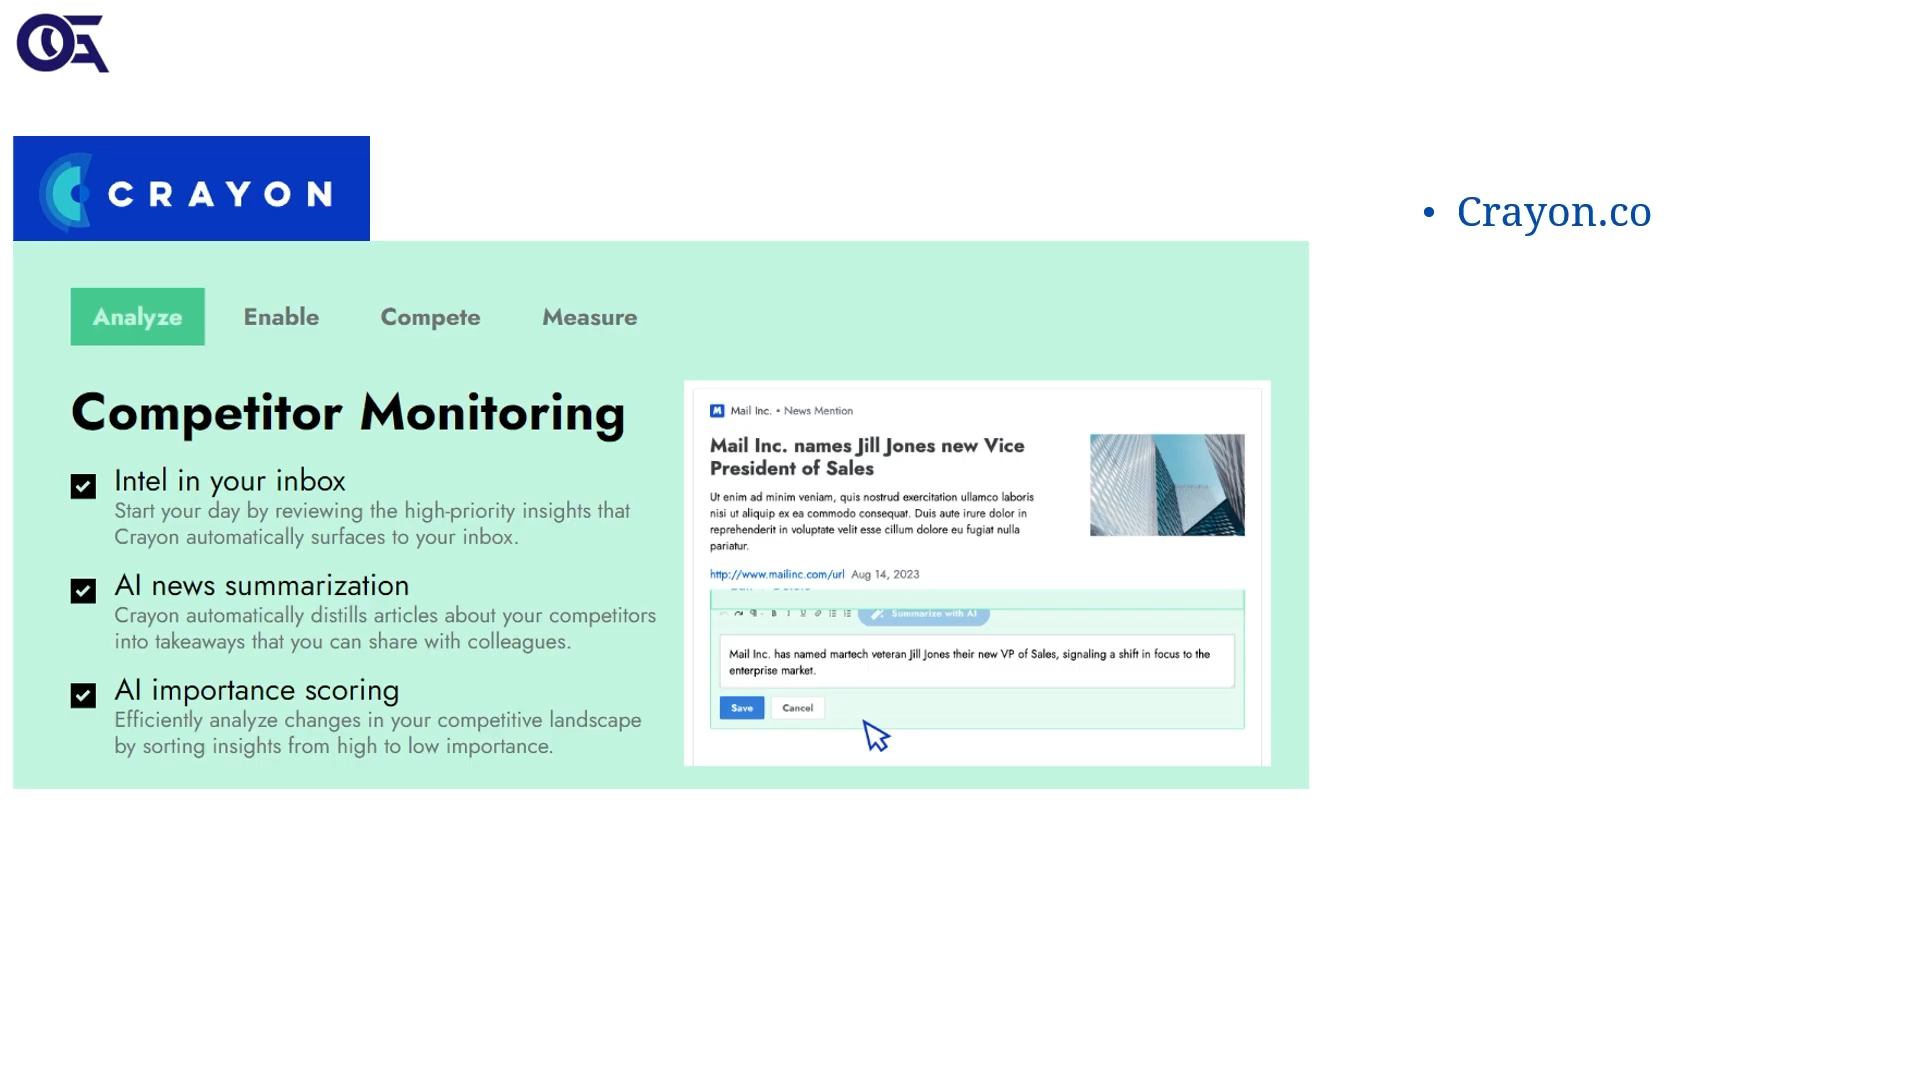 CRAYON
• Crayon.co
Analyze Enable Compete Measure
Competitor Monitoring
Intel in your inbox
Start your day by reviewing the high-priority insights that
Crayon automatically surfaces to your inbox.
AI news summarization
Crayon automatically distills articles about your competitors
into takeaways that you can share with colleagues.
AI importance scoring
Efficiently analyze changes in your competitive landscape
by sorting insights from high to low importance.
Mail Inc. • News Mention
Mail Inc. names Jill Jones new Vice
President of Sales
Ut enim ad minim veniam, quis nostrud exercitation ullamco laboris
nisi ut aliquip ex ea commodo consequat. Duis aute irure dolor in
reprehenderit in voluptate velit esse cillum dolore eu fugiat nulla
pariatur.
http://www.mailinc.com/url Aug 14, 2023
Summarize with AI
Mail Inc. has named martech veteran Jill Jones their new VP of Sales, signaling a shift in focus to the
enterprise market.
Save Cancel